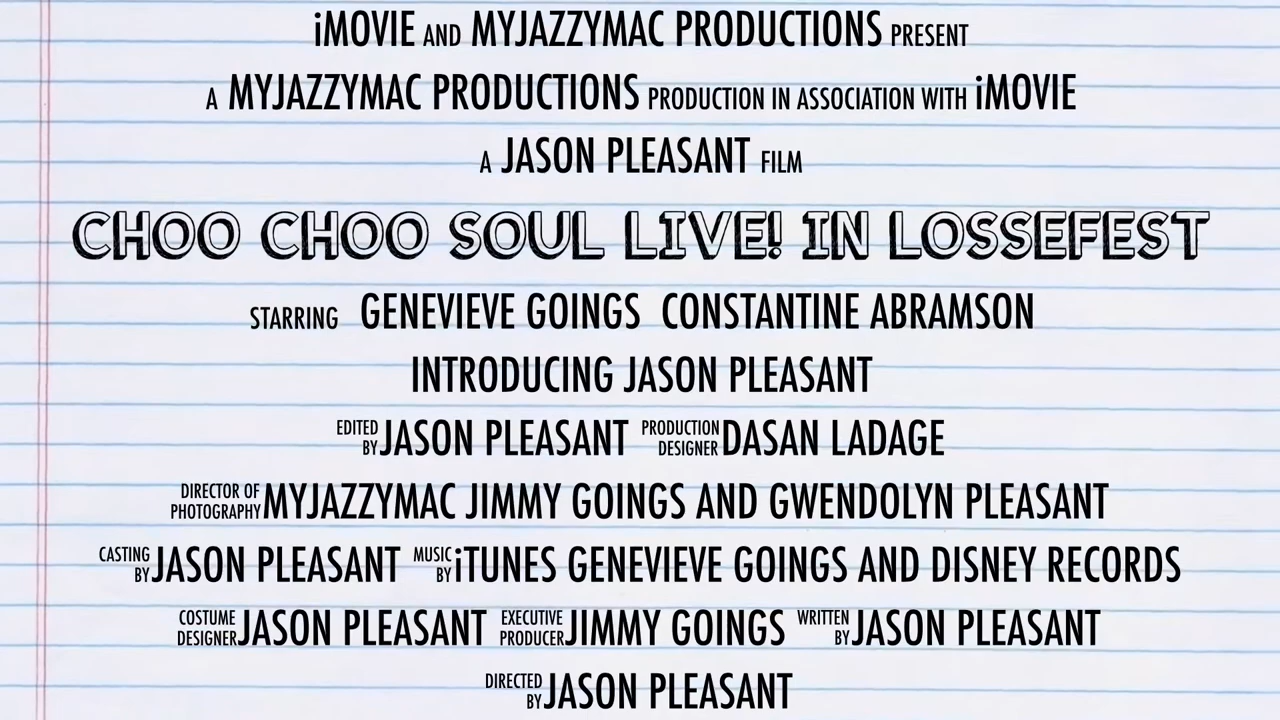 iMOVIE AND MYJAZZYMAC PRODUCTIONS PRESENT
A MYJAZZYMAC PRODUCTIONS PRODUCTION IN ASSOCIATION WITH iMOVIE
A JASON PLEASANT FILM
CHOO CHOO SOUL LIVE! IN LOSSEFEST
STARRING GENEVIEVE GOINGS CONSTANTINE ABRAMSON
INTRODUCING JASON PLEASANT
EDITED BY JASON PLEASANT PRODUCTION DESIGNER DASAN LADAGE
DIRECTOR OF PHOTOGRAPHY MYJAZZYMAC JIMMY GOINGS AND GWENDOLYN PLEASANT
CASTING BY JASON PLEASANT MUSIC BY iTUNES GENEVIEVE GOINGS AND DISNEY RECORDS
COSTUME DESIGNER JASON PLEASANT EXECUTIVE PRODUCER JIMMY GOINGS WRITTEN BY JASON PLEASANT
DIRECTED BY JASON PLEASANT